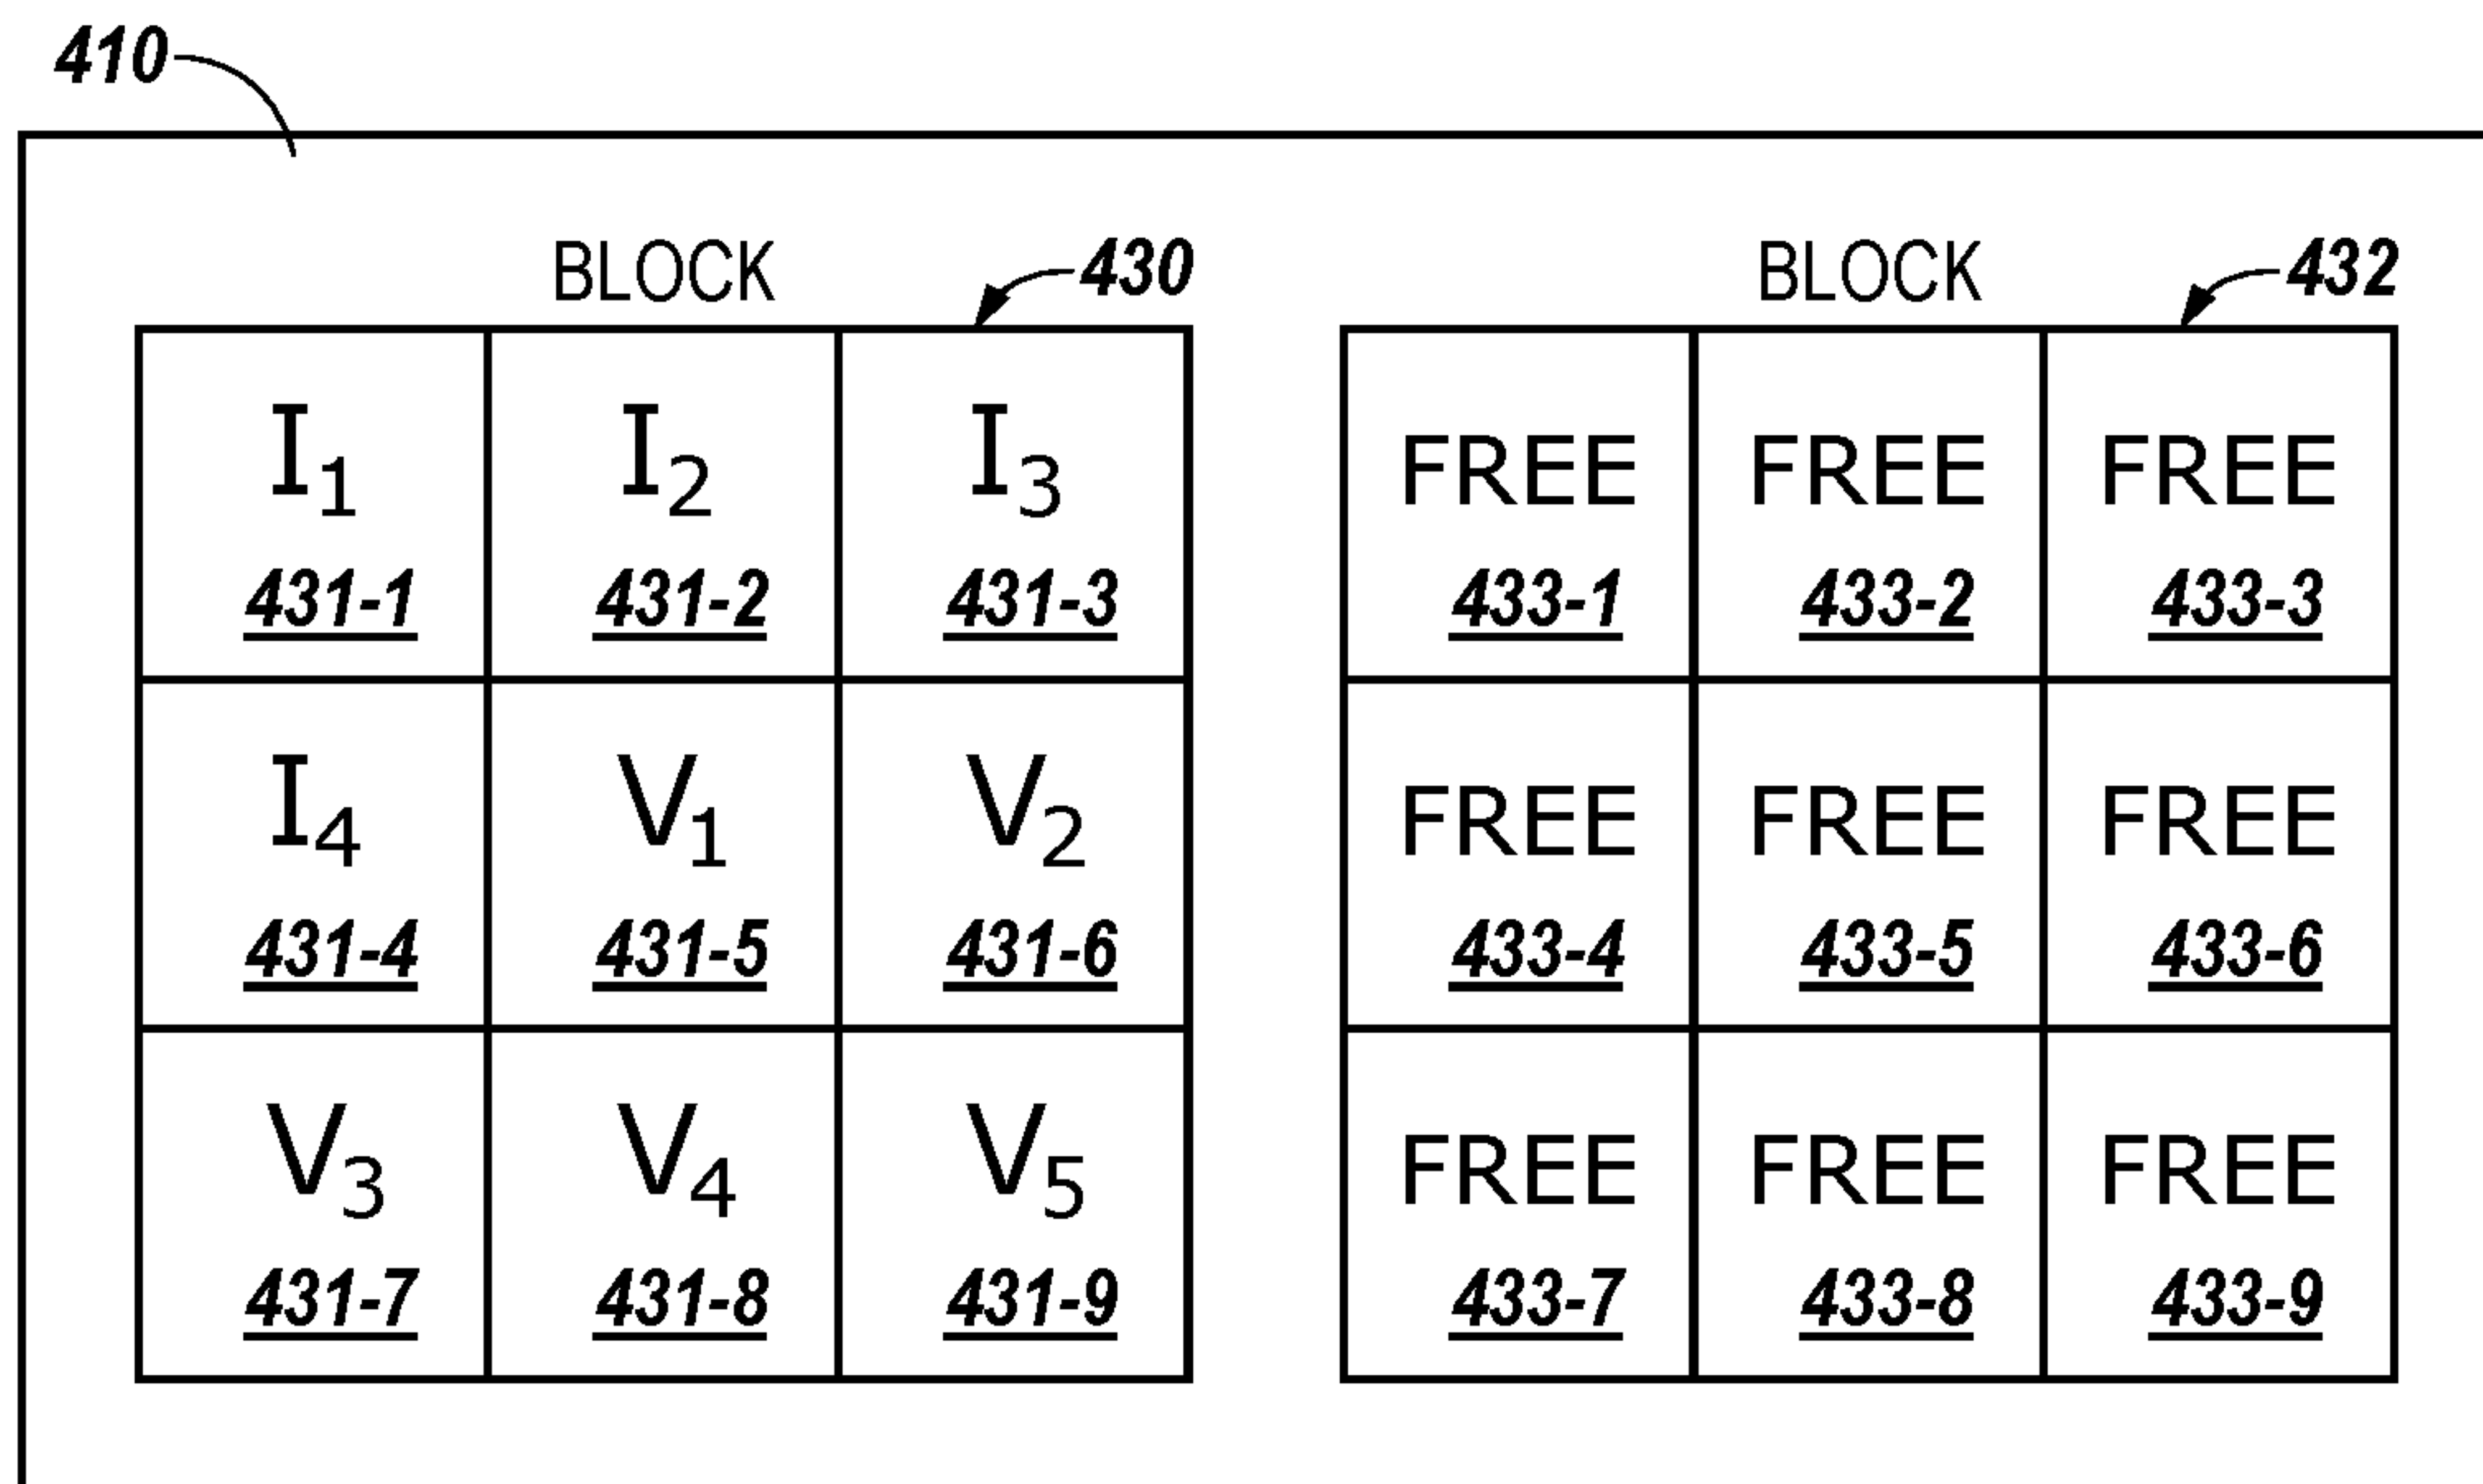 410
BLOCK 430 BLOCK 432
I₁ I₂ I₃ FREE FREE FREE
431-1 431-2 431-3 433-1 433-2 433-3
I₄ V₁ V₂ FREE FREE FREE
431-4 431-5 431-6 433-4 433-5 433-6
V₃ V₄ V₅ FREE FREE FREE
431-7 431-8 431-9 433-7 433-8 433-9